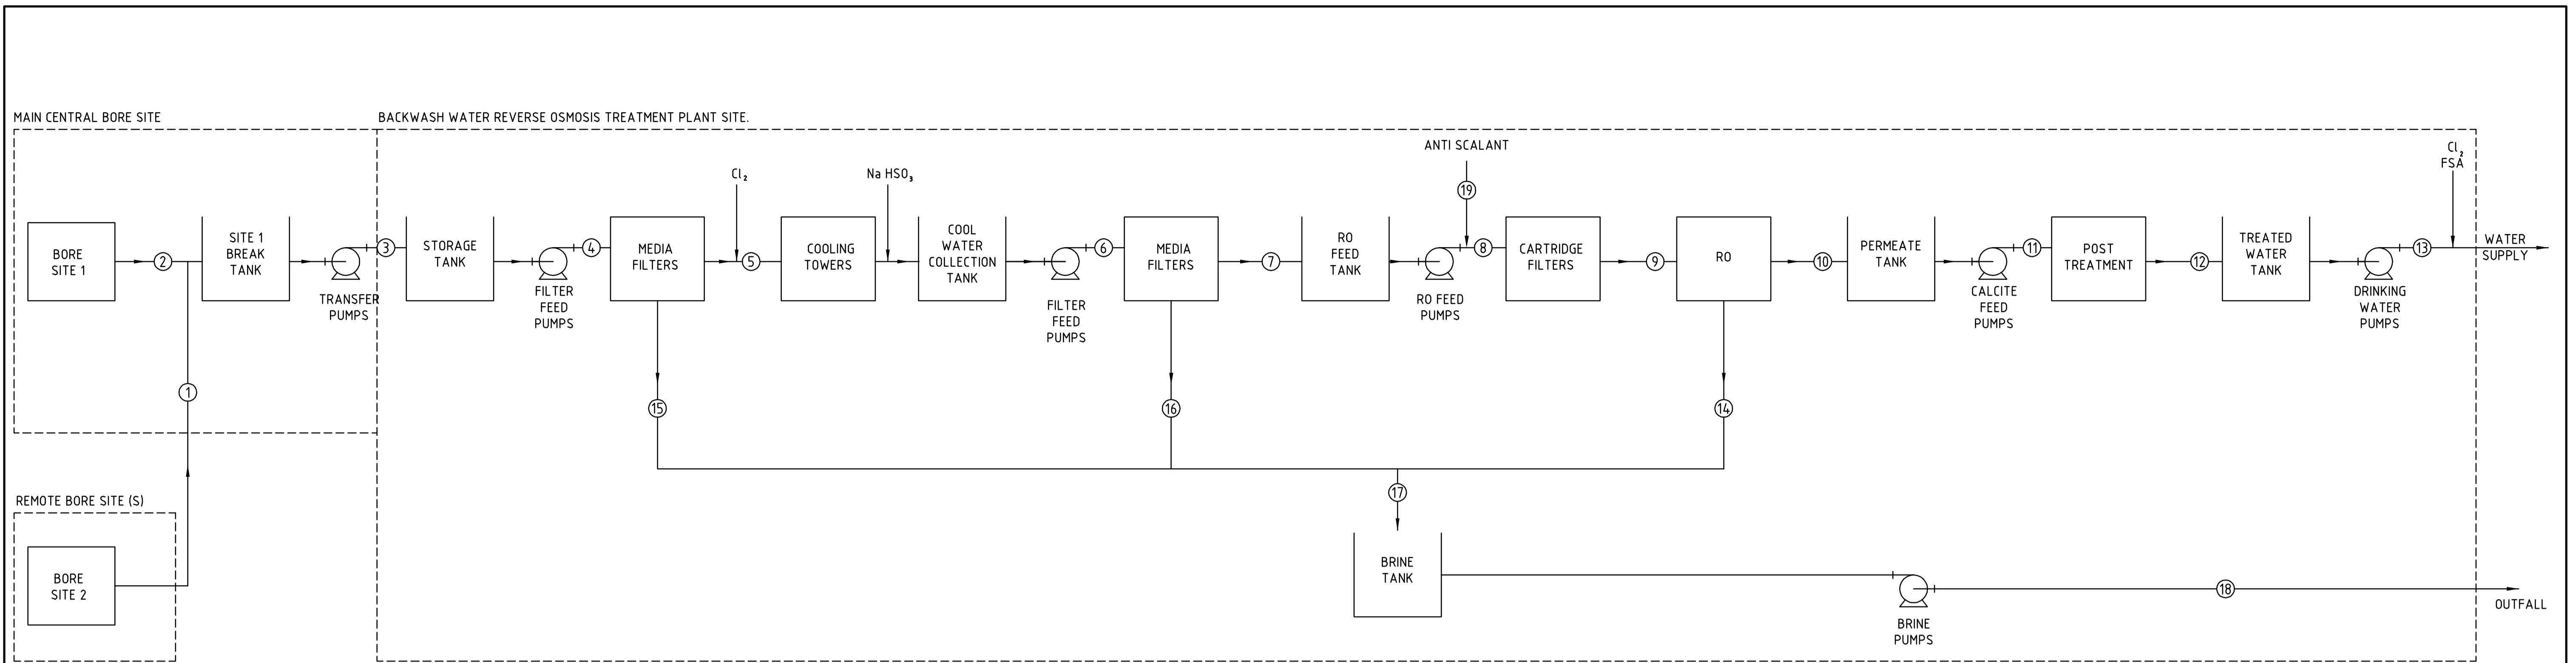 MAIN CENTRAL BORE SITE
BACKWASH WATER REVERSE OSMOSIS TREATMENT PLANT SITE.
BORE
SITE 1
2
1
SITE 1
BREAK
TANK
TRANSFER
PUMPS
3
STORAGE
TANK
FILTER
FEED
PUMPS
4
MEDIA
FILTERS
Cl₂
5
COOLING
TOWERS
Na HSO₃
COOL
WATER
COLLECTION
TANK
FILTER
FEED
PUMPS
6
MEDIA
FILTERS
7
RO
FEED
TANK
RO FEED
PUMPS
ANTI SCALANT
19
8
CARTRIDGE
FILTERS
9
RO
10
PERMEATE
TANK
CALCITE
FEED
PUMPS
11
POST
TREATMENT
12
TREATED
WATER
TANK
DRINKING
WATER
PUMPS
13
Cl₂
FSA
WATER
SUPPLY
15
16
14
17
REMOTE BORE SITE (S)
BORE
SITE 2
BRINE
TANK
BRINE
PUMPS
18
OUTFALL